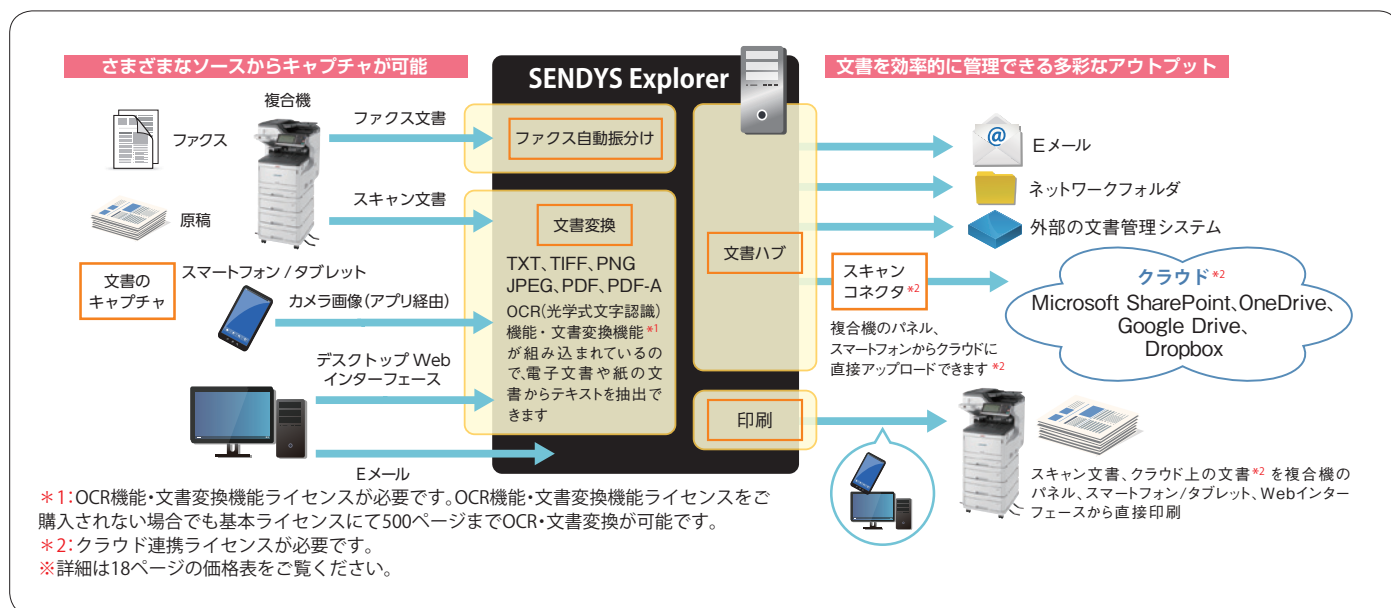 さまざまなソースからキャプチャが可能
複合機
ファクス
ファクス文書
原稿
スキャン文書
文書の
キャプチャ
スマートフォン / タブレット
カメラ画像(アプリ経由)
デスクトップ Web
インターフェース
Eメール
SENDYS Explorer
ファクス自動振分け
文書変換
TXT、TIFF、PNG
JPEG、PDF、PDF-A
OCR(光学式文字認識)
機能・文書変換機能 *1
が組み込まれているの
で、電子文書や紙の文
書からテキストを抽出で
きます
文書ハブ
印刷
文書を効率的に管理できる多彩なアウトプット
@
Eメール
ネットワークフォルダ
外部の文書管理システム
スキャン
コネクタ *2
複合機のパネル、
スマートフォンからクラウドに
直接アップロードできます *2
クラウド *2
Microsoft SharePoint、OneDrive、
Google Drive、
Dropbox
スキャン文書、クラウド上の文書 *2 を複合機の
パネル、スマートフォン/タブレット、Webインター
フェースから直接印刷
*1:OCR機能・文書変換機能ライセンスが必要です。OCR機能・文書変換機能ライセンスをご
購入されない場合でも基本ライセンスにて500ページまでOCR・文書変換が可能です。
*2:クラウド連携ライセンスが必要です。
※詳細は18ページの価格表をご覧ください。